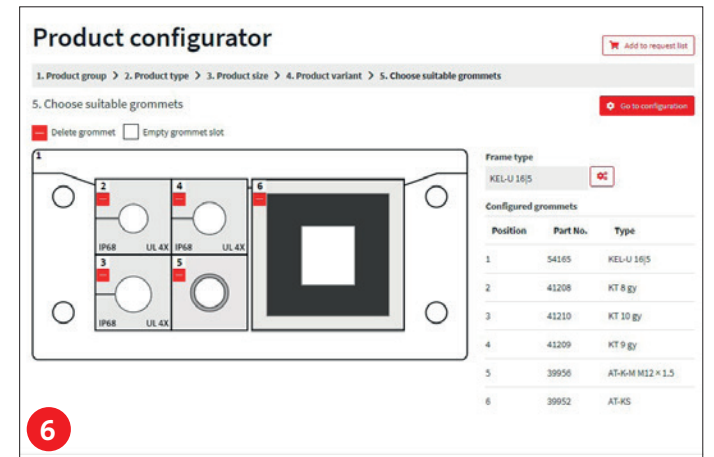 Product configurator
Add to request list
1. Product group > 2. Product type > 3. Product size > 4. Product variant > 5. Choose suitable grommets
5. Choose suitable grommets
Go to configuration
Delete grommet Empty grommet slot
1
2 4 6
IP68 UL 4X IP68 UL 4X
3 5
IP68 UL 4X
Frame type
KEL-U 16|5
Configured grommets
Position Part No. Type
1 54165 KEL-U 16|5
2 41208 KT 8 gy
3 41210 KT 10 gy
4 41209 KT 9 gy
5 39956 AT-K-M M12 × 1.5
6 39952 AT-KS
6